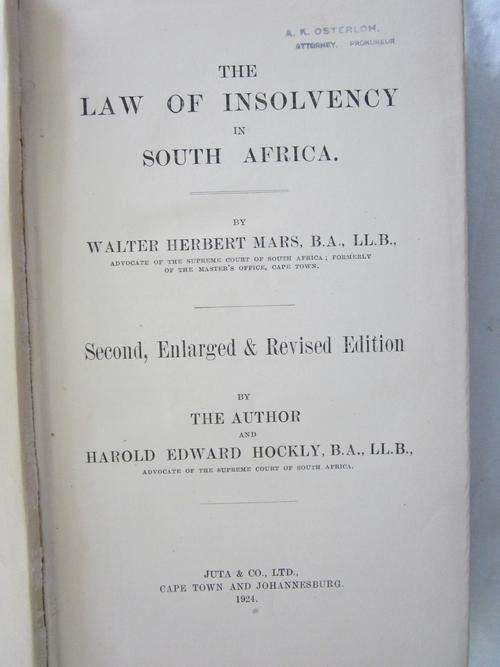 A. K. OSTERLOH,
ATTORNEY. PROKUREUR
THE
LAW OF INSOLVENCY
IN
SOUTH AFRICA.
BY
WALTER HERBERT MARS, B.A., LL.B.,
ADVOCATE OF THE SUPREME COURT OF SOUTH AFRICA; FORMERLY
OF THE MASTER'S OFFICE, CAPE TOWN.
Second, Enlarged & Revised Edition
BY
THE AUTHOR
AND
HAROLD EDWARD HOCKLY, B.A., LL.B.,
ADVOCATE OF THE SUPREME COURT OF SOUTH AFRICA.
JUTA & CO., LTD.,
CAPE TOWN AND JOHANNESBURG.
1924.